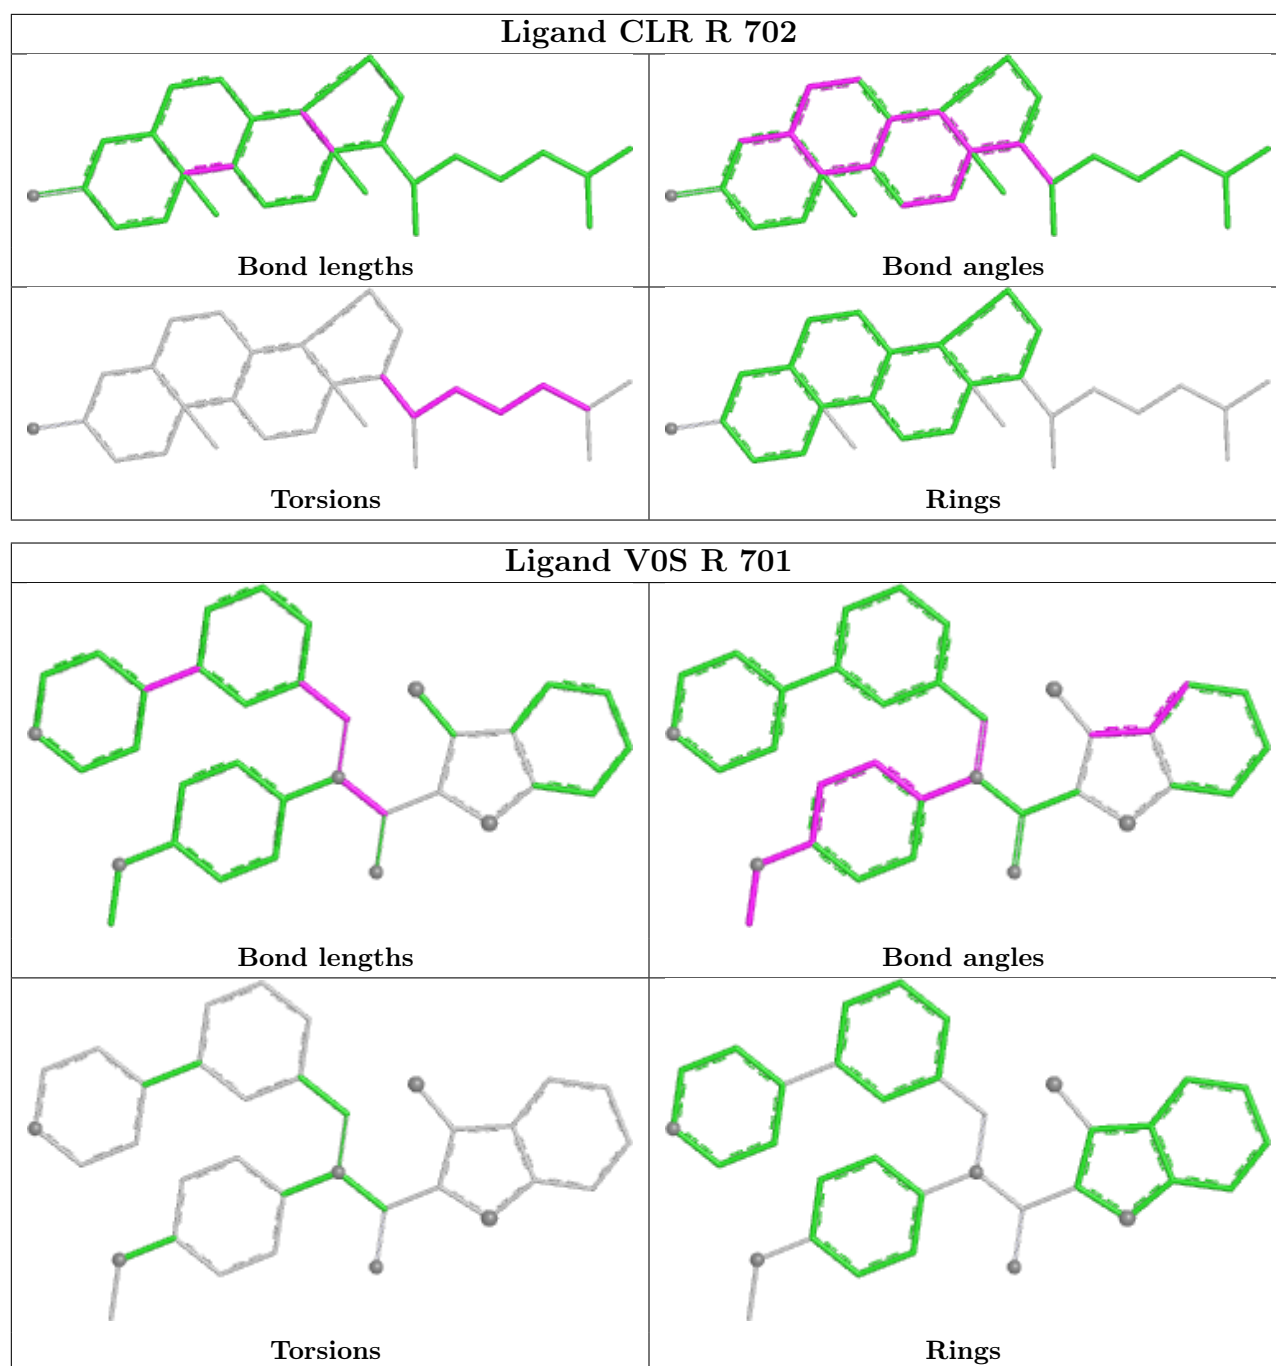 Ligand CLR R 702
Bond lengths
Bond angles
Torsions
Rings
Ligand V0S R 701
Bond lengths
Bond angles
Torsions
Rings